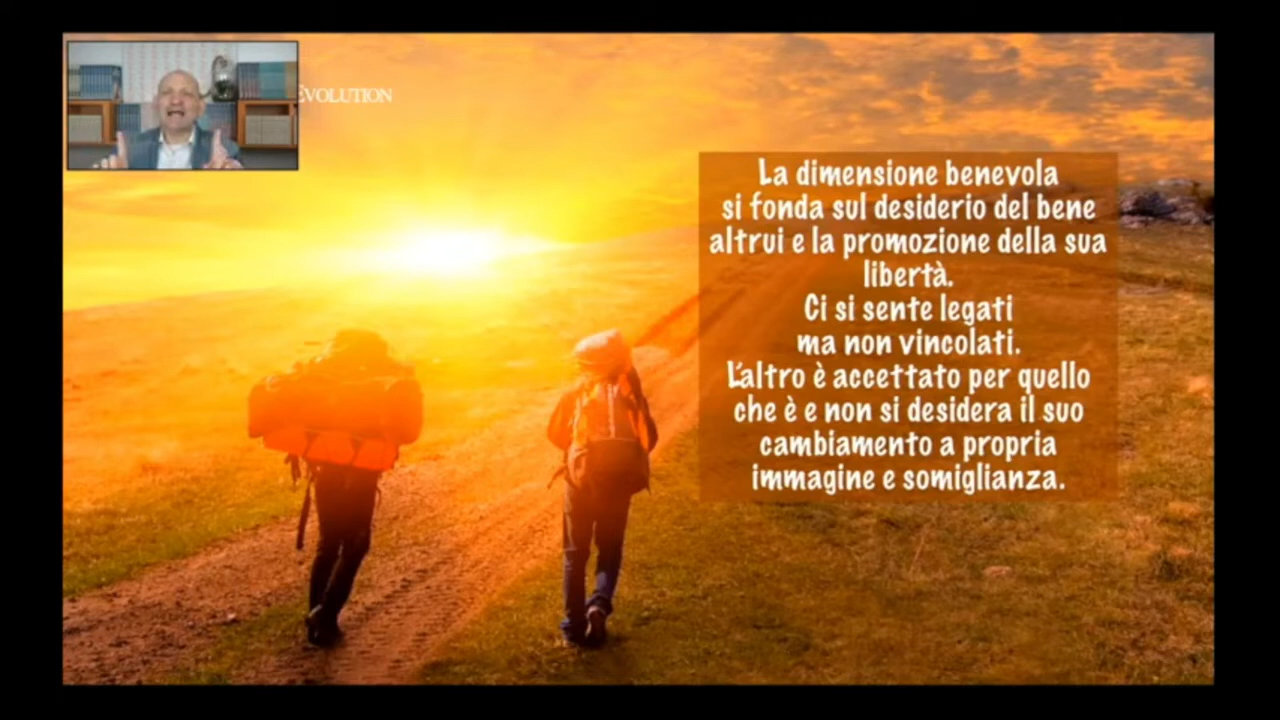 EVOLUTION
La dimensione benevola
si fonda sul desiderio del bene
altrui e la promozione della sua
libertà.
Ci si sente legati
ma non vincolati.
L'altro è accettato per quello
che è e non si desidera il suo
cambiamento a propria
immagine e somiglianza.